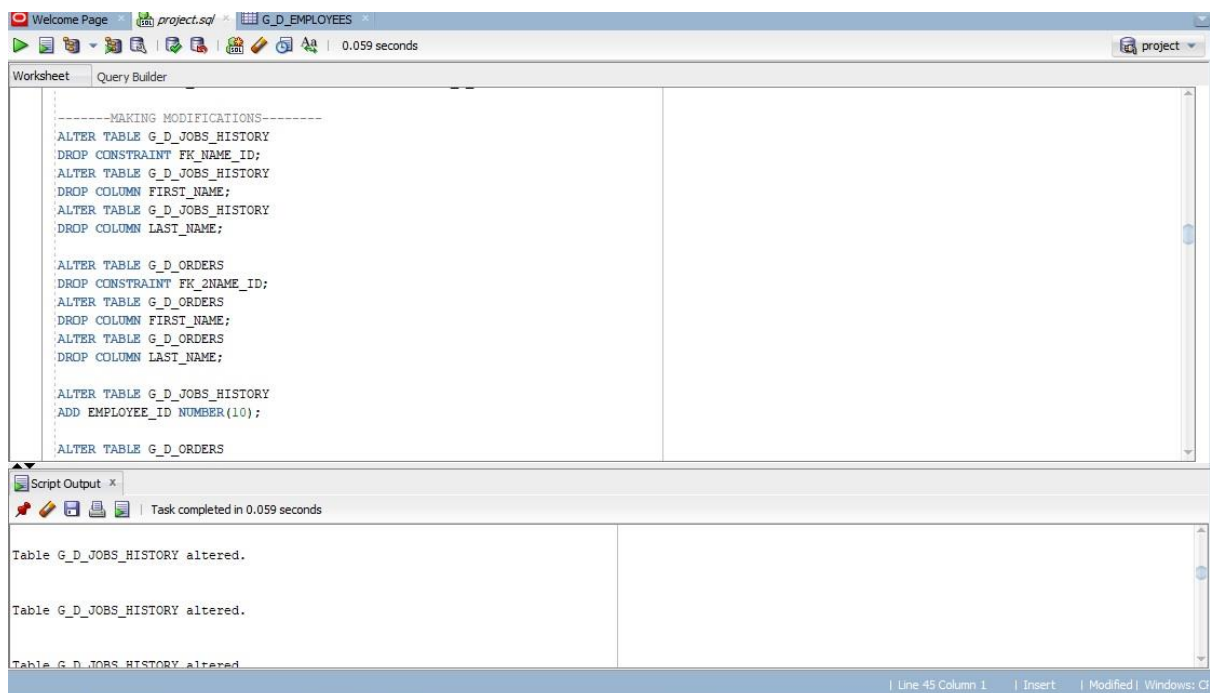 Welcome Page project.sql G_D_EMPLOYEES
0.059 seconds project
Worksheet Query Builder
-------MAKING MODIFICATIONS--------
ALTER TABLE G_D_JOBS_HISTORY
DROP CONSTRAINT FK_NAME_ID;
ALTER TABLE G_D_JOBS_HISTORY
DROP COLUMN FIRST_NAME;
ALTER TABLE G_D_JOBS_HISTORY
DROP COLUMN LAST_NAME;
ALTER TABLE G_D_ORDERS
DROP CONSTRAINT FK_2NAME_ID;
ALTER TABLE G_D_ORDERS
DROP COLUMN FIRST_NAME;
ALTER TABLE G_D_ORDERS
DROP COLUMN LAST_NAME;
ALTER TABLE G_D_JOBS_HISTORY
ADD EMPLOYEE_ID NUMBER(10);
ALTER TABLE G_D_ORDERS
Script Output x
Task completed in 0.059 seconds
Table G_D_JOBS_HISTORY altered.
Table G_D_JOBS_HISTORY altered.
Table G_D_JOBS_HISTORY altered
| Line 45 Column 1 | Insert | Modified | Windows: